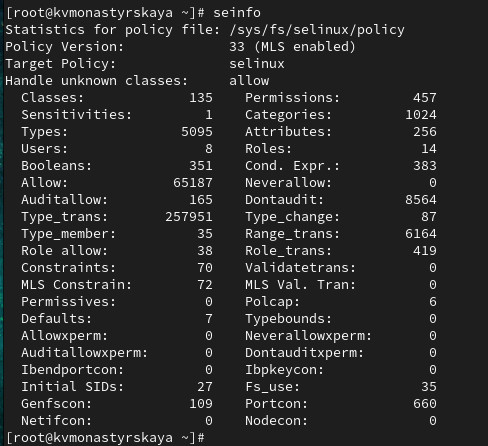 [root@kvmonastyrskaya ~]# seinfo
Statistics for policy file: /sys/fs/selinux/policy
Policy Version:             33 (MLS enabled)
Target Policy:              selinux
Handle unknown classes:     allow
  Classes:             135    Permissions:         457
  Sensitivities:         1    Categories:         1024
  Types:              5095    Attributes:          256
  Users:                 8    Roles:                14
  Booleans:            351    Cond. Expr.:         383
  Allow:             65187    Neverallow:            0
  Auditallow:          165    Dontaudit:          8564
  Type_trans:       257951    Type_change:          87
  Type_member:          35    Range_trans:        6164
  Role allow:           38    Role_trans:          419
  Constraints:          70    Validatetrans:         0
  MLS Constrain:        72    MLS Val. Tran:         0
  Permissives:           0    Polcap:                6
  Defaults:              7    Typebounds:            0
  Allowxperm:            0    Neverallowxperm:       0
  Auditallowxperm:       0    Dontauditxperm:        0
  Ibendportcon:          0    Ibpkeycon:             0
  Initial SIDs:         27    Fs_use:               35
  Genfscon:            109    Portcon:             660
  Netifcon:              0    Nodecon:               0
[root@kvmonastyrskaya ~]#